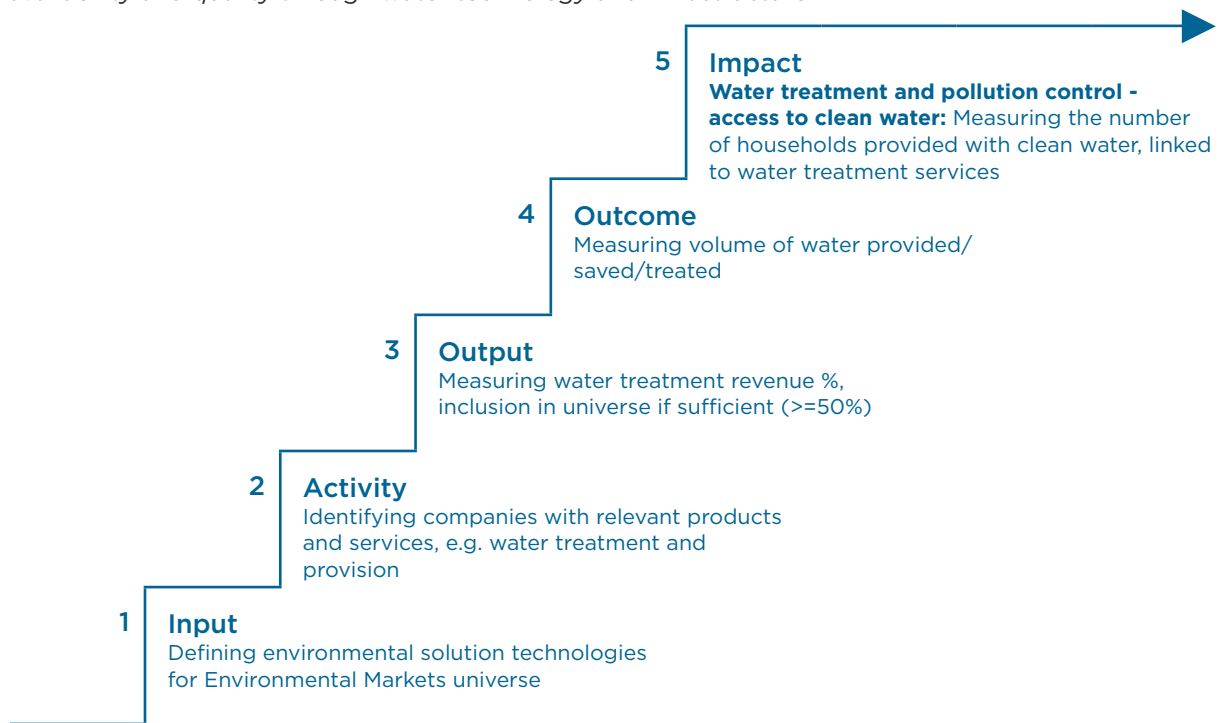 5
Impact
Water treatment and pollution control -
access to clean water: Measuring the number
of households provided with clean water, linked
to water treatment services
4
Outcome
Measuring volume of water provided/
saved/treated
3
Output
Measuring water treatment revenue %,
inclusion in universe if sufficient (>=50%)
2
Activity
Identifying companies with relevant products
and services, e.g. water treatment and
provision
1
Input
Defining environmental solution technologies
for Environmental Markets universe